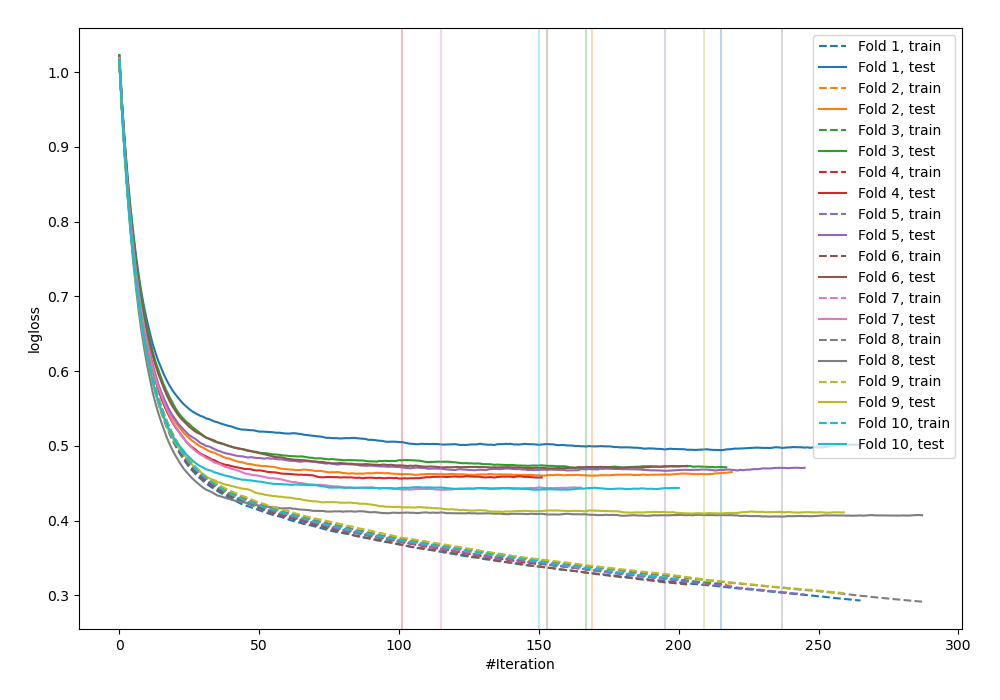 1.0
0.9
0.8
0.7
0.6
0.5
0.4
0.3
logloss
0
50
100
150
200
250
300
#Iteration
Fold 1, train
Fold 1, test
Fold 2, train
Fold 2, test
Fold 3, train
Fold 3, test
Fold 4, train
Fold 4, test
Fold 5, train
Fold 5, test
Fold 6, train
Fold 6, test
Fold 7, train
Fold 7, test
Fold 8, train
Fold 8, test
Fold 9, train
Fold 9, test
Fold 10, train
Fold 10, test